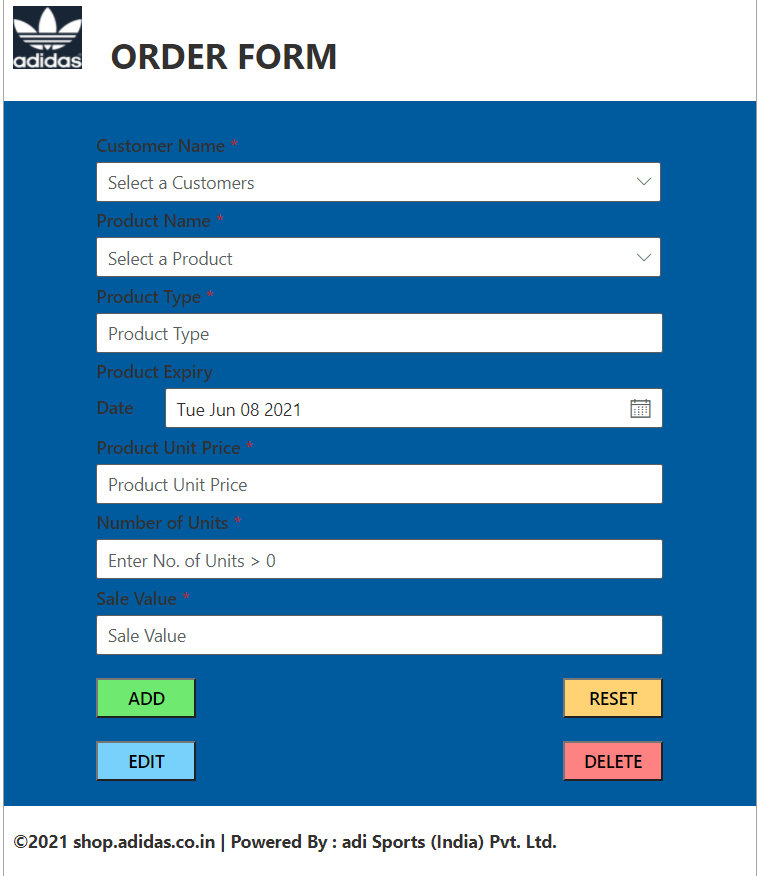 adidas
ORDER FORM
Customer Name *
Select a Customers
Product Name *
Select a Product
Product Type *
Product Type
Product Expiry
Date
Tue Jun 08 2021
Product Unit Price *
Product Unit Price
Number of Units *
Enter No. of Units > 0
Sale Value *
Sale Value
ADD
RESET
EDIT
DELETE
©2021 shop.adidas.co.in | Powered By : adi Sports (India) Pvt. Ltd.